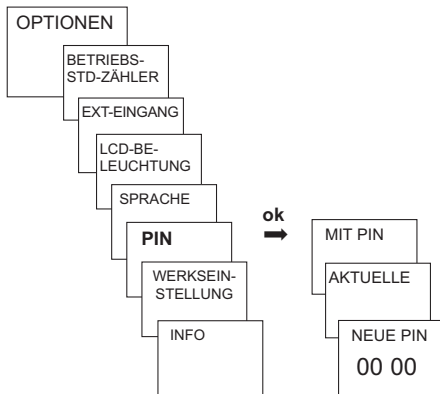 OPTIONEN
BETRIEBS-
STD-ZÄHLER
EXT-EINGANG
LCD-BE-
LEUCHTUNG
SPRACHE
PIN
WERKSEIN-
STELLUNG
INFO
ok
MIT PIN
AKTUELLE
NEUE PIN
00 00